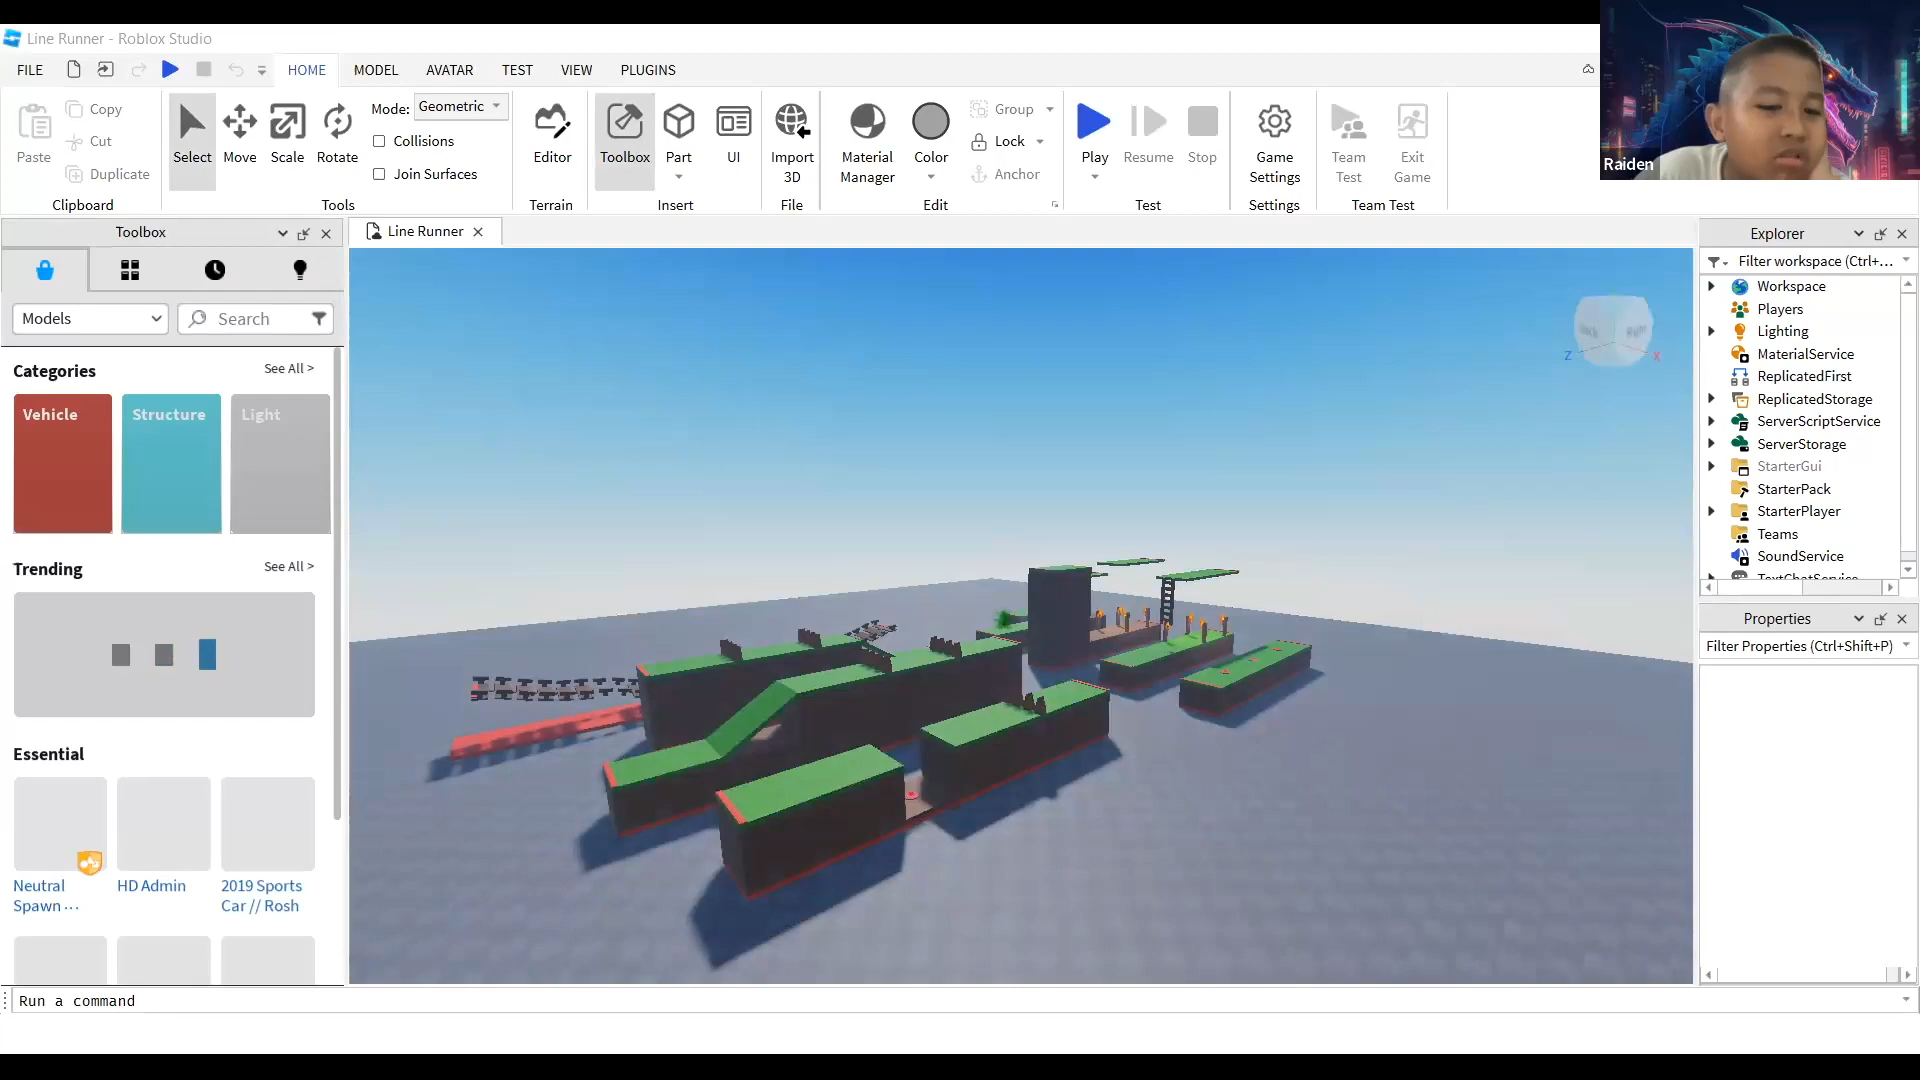 Line Runner - Roblox Studio
FILE HOME MODEL AVATAR TEST VIEW PLUGINS
Paste Copy Cut Duplicate
Clipboard
Select Move Scale Rotate
Mode: Geometric
Collisions
Join Surfaces
Tools
Editor
Terrain
Toolbox Part UI
Insert
Import 3D
File
Material Manager
Color
Group
Lock
Anchor
Edit
Play Resume Stop
Test
Game Settings
Settings
Team Test
Exit Game
Team Test
Raiden
Toolbox
Models
Search
Categories See All >
Vehicle Structure Light
Trending See All >
Essential
Neutral Spawn ...
HD Admin
2019 Sports Car // Rosh
Line Runner
Back Right
Z X
Explorer
Filter workspace (Ctrl+...
Workspace
Players
Lighting
MaterialService
ReplicatedFirst
ReplicatedStorage
ServerScriptService
ServerStorage
StarterGui
StarterPack
StarterPlayer
Teams
SoundService
TextChatService
Properties
Filter Properties (Ctrl+Shift+P)
Run a command